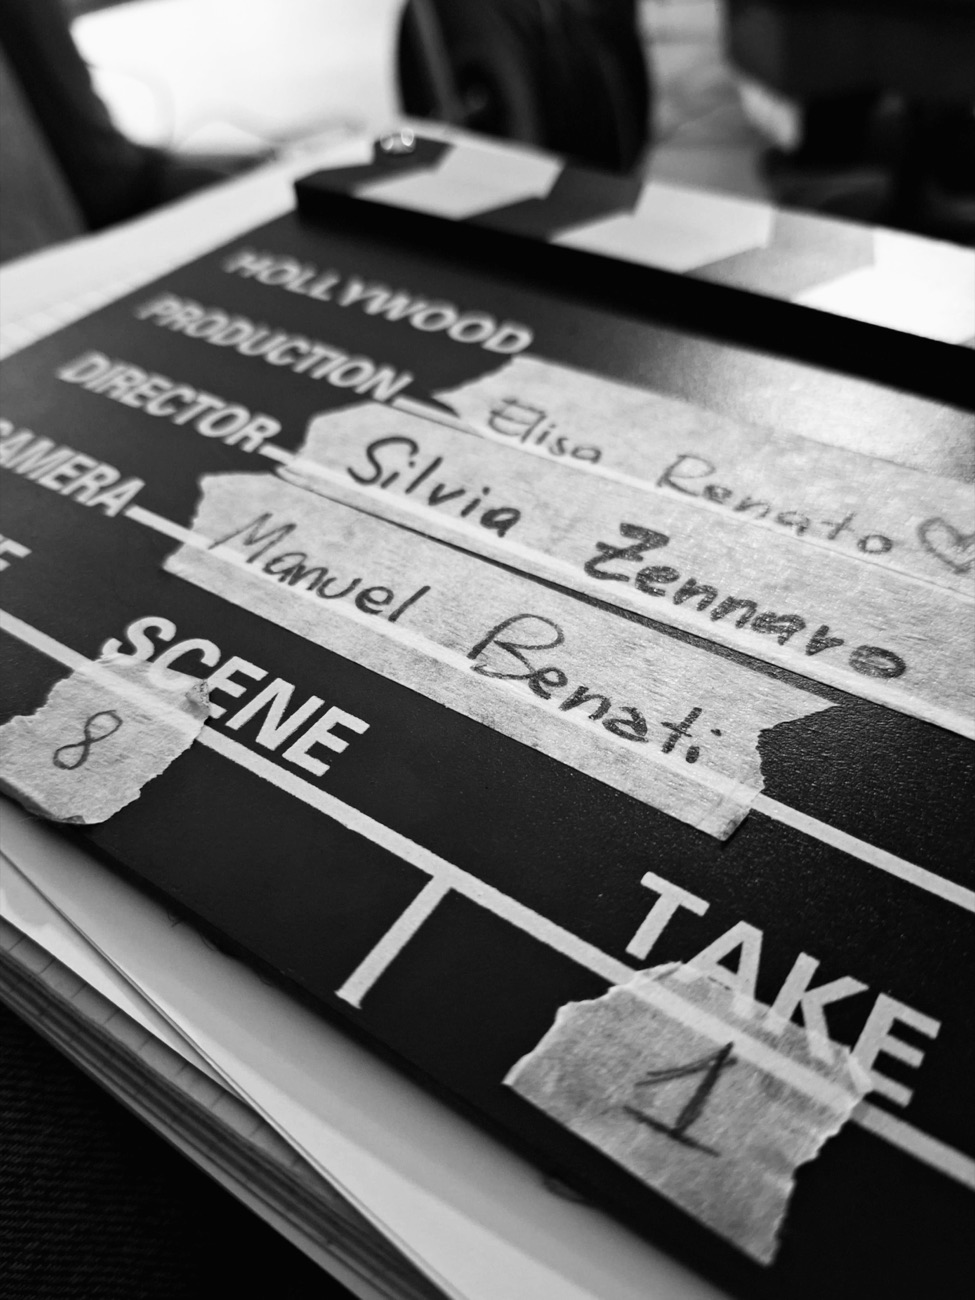 HOLLYWOOD
PRODUCTION Elisa Renato
DIRECTOR Silvia Zennaro
CAMERA Manuel Benati
SCENE
8
TAKE
1